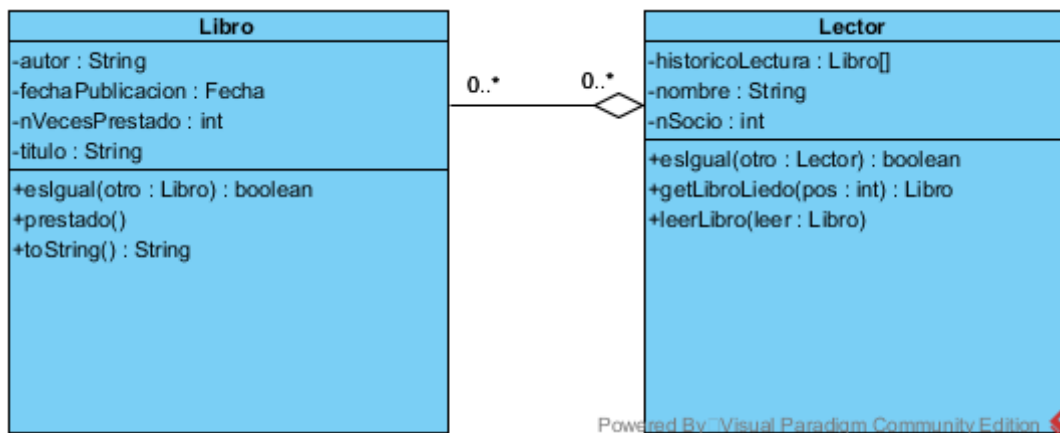 Libro
-autor : String
-fechaPublicacion : Fecha
-nVecesPrestado : int
-titulo : String
+esIgual(otro : Libro) : boolean
+prestado()
+toString() : String
0..*
0..*
Lector
-historicoLectura : Libro[]
-nombre : String
-nSocio : int
+esIgual(otro : Lector) : boolean
+getLibroLiedo(pos : int) : Libro
+leerLibro(leer : Libro)
Powered By Visual Paradigm Community Edition